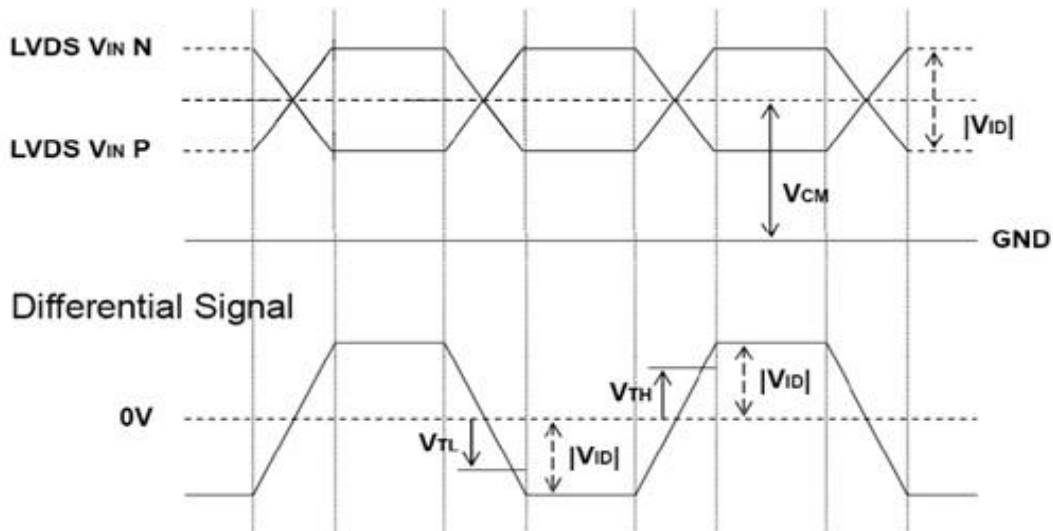 LVDS VIN N
|VID|
LVDS VIN P
VCM
GND
Differential Signal
VTH
|VID|
0V
VTL
|VID|